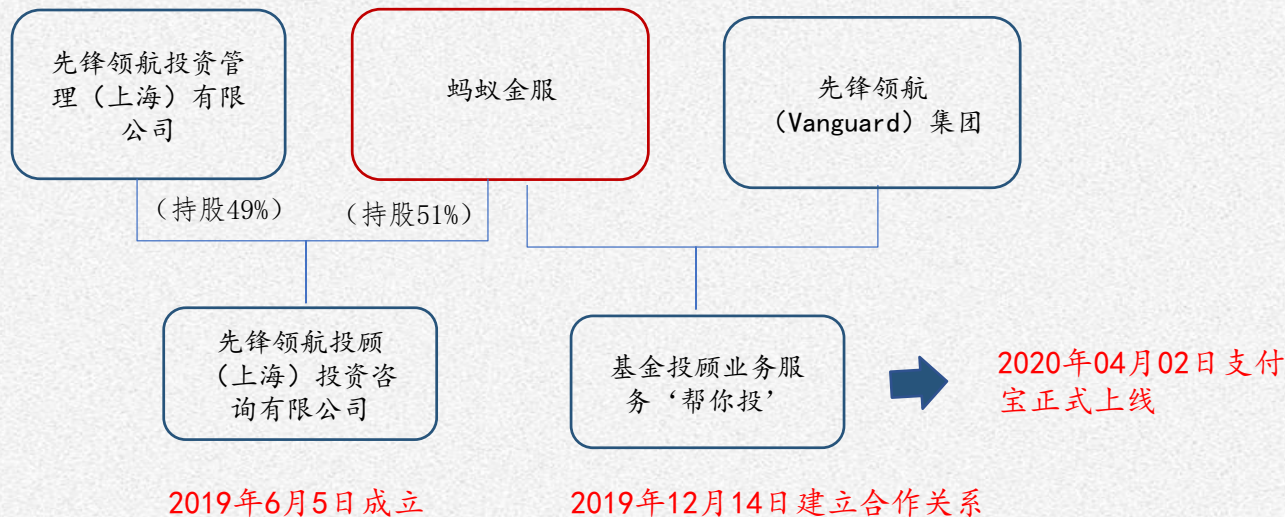 先锋领航投资管
理（上海）有限
公司
蚂蚁金服
先锋领航
（Vanguard）集团
（持股49%）
（持股51%）
先锋领航投顾
（上海）投资咨
询有限公司
基金投顾业务服
务‘帮你投’
2020年04月02日支付
宝正式上线
2019年6月5日成立
2019年12月14日建立合作关系